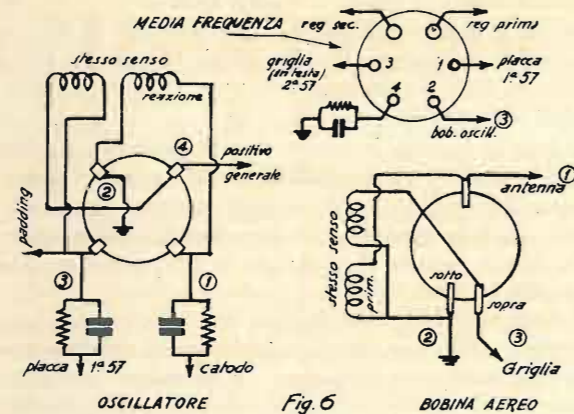 MEDIA FREQUENZA
reg sec.
reg prima
stesso senso
griglia
(in testa)
2ª 57
3
1
placca
1ª 57
reazione
4
2
③
bob. oscill.
④
positivo
generale
②
①
antenna
padding
stesso senso
prim.
sotto
sopra
③
①
②
③
Griglia
placca 1ª 57
catodo
OSCILLATORE
Fig. 6
BOBINA AEREO